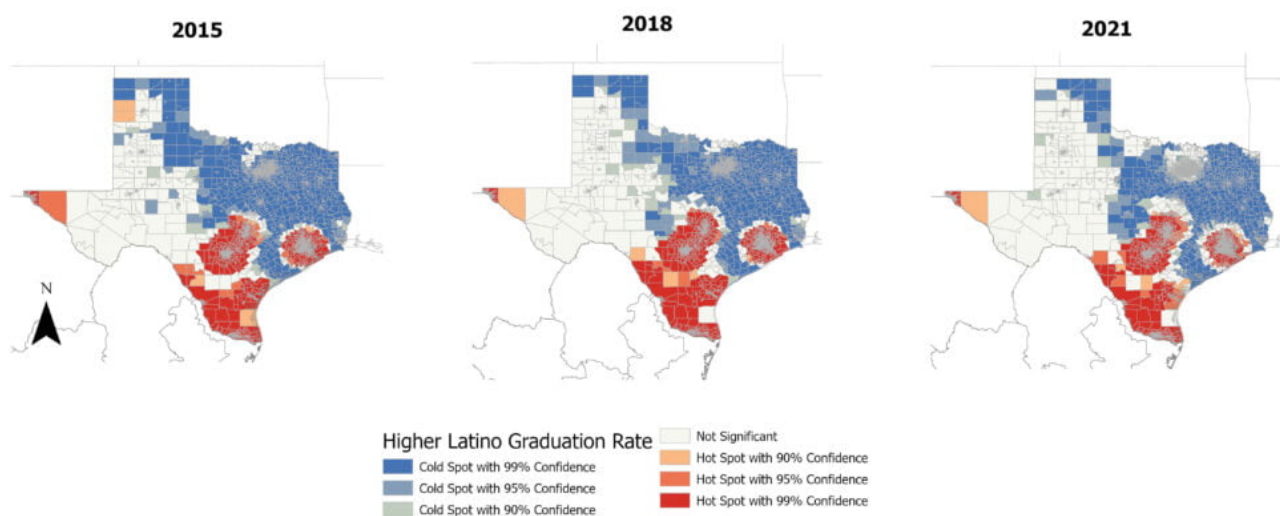 2015
2018
2021
N
Higher Latino Graduation Rate
Cold Spot with 99% Confidence
Cold Spot with 95% Confidence
Cold Spot with 90% Confidence
Not Significant
Hot Spot with 90% Confidence
Hot Spot with 95% Confidence
Hot Spot with 99% Confidence